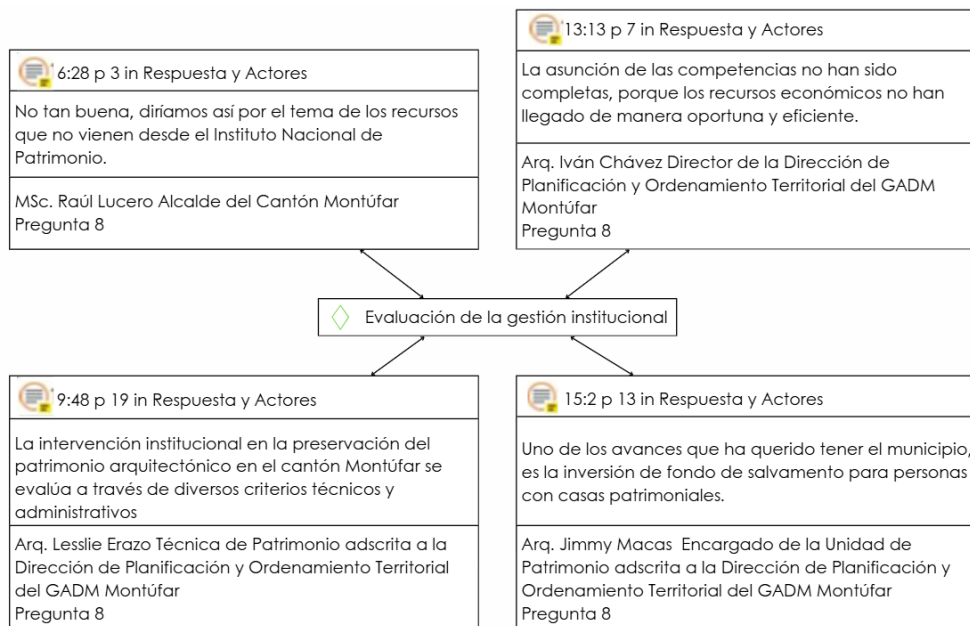 6:28 p 3 in Respuesta y Actores
No tan buena, diríamos así por el tema de los recursos
que no vienen desde el Instituto Nacional de
Patrimonio.
MSc. Raúl Lucero Alcalde del Cantón Montúfar
Pregunta 8
13:13 p 7 in Respuesta y Actores
La asunción de las competencias no han sido
completas, porque los recursos económicos no han
llegado de manera oportuna y eficiente.
Arq. Iván Chávez Director de la Dirección de
Planificación y Ordenamiento Territorial del GADM
Montúfar
Pregunta 8
Evaluación de la gestión institucional
9:48 p 19 in Respuesta y Actores
La intervención institucional en la preservación del
patrimonio arquitectónico en el cantón Montúfar se
evalúa a través de diversos criterios técnicos y
administrativos
Arq. Lesslie Erazo Técnica de Patrimonio adscrita a la
Dirección de Planificación y Ordenamiento Territorial
del GADM Montúfar
Pregunta 8
15:2 p 13 in Respuesta y Actores
Uno de los avances que ha querido tener el municipio,
es la inversión de fondo de salvamento para personas
con casas patrimoniales.
Arq. Jimmy Macas Encargado de la Unidad de
Patrimonio adscrita a la Dirección de Planificación y
Ordenamiento Territorial del GADM Montúfar
Pregunta 8